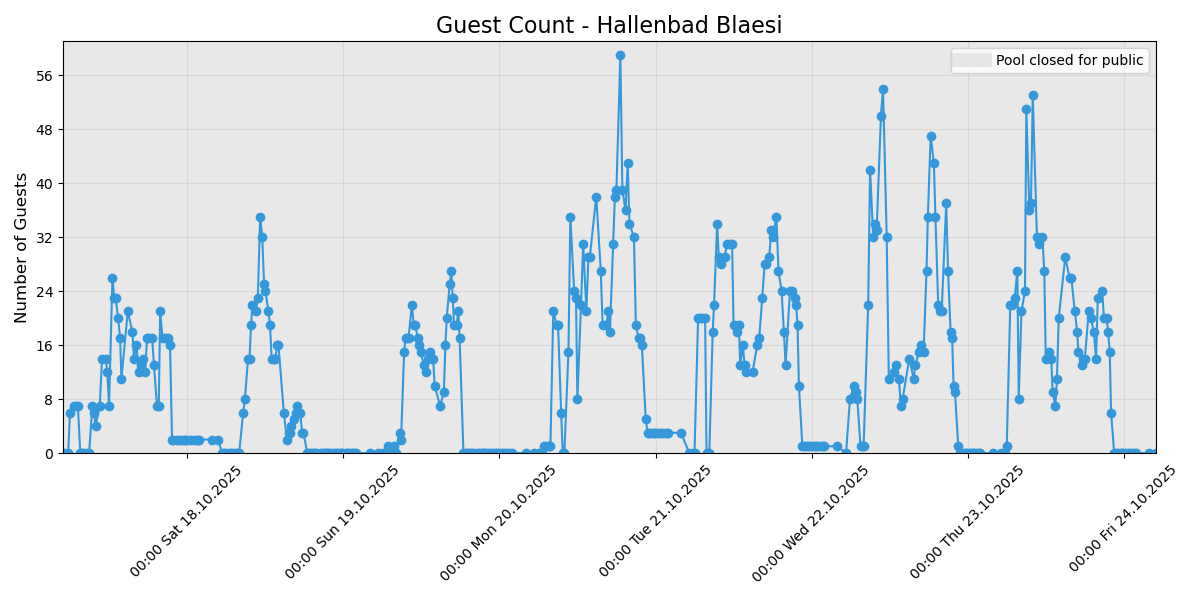 Guest Count - Hallenbad Blaesi
Pool closed for public
Number of Guests
56
48
40
32
24
16
8
0
00:00 Sat 18.10.2025
00:00 Sun 19.10.2025
00:00 Mon 20.10.2025
00:00 Tue 21.10.2025
00:00 Wed 22.10.2025
00:00 Thu 23.10.2025
00:00 Fri 24.10.2025